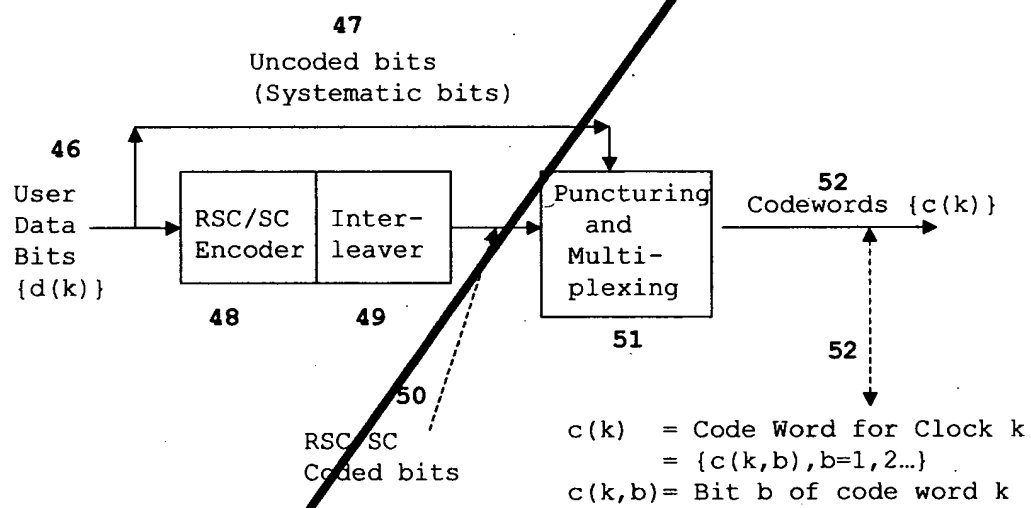 47
Uncoded bits
(Systematic bits)
46
User
Data
Bits
{d(k)}
RSC/SC
Encoder
48
Inter-
leaver
49
Puncturing
and
Multi-
plexing
51
52
Codewords {c(k)}
52
50
RSC/SC
Coded bits
c(k) = Code Word for Clock k
= {c(k,b),b=1,2…}
c(k,b)= Bit b of code word k